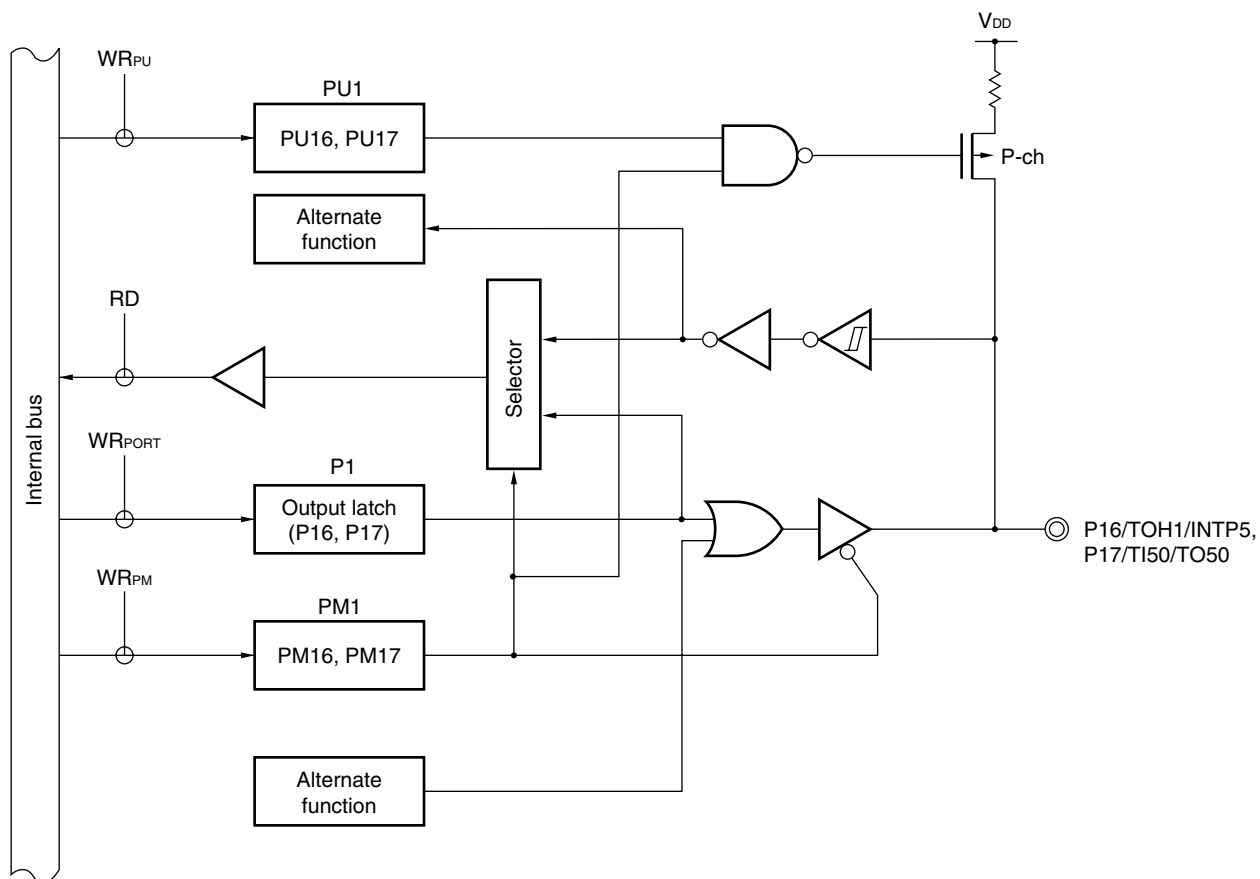 VDD
WRPU
PU1
PU16, PU17
P-ch
Alternate
function
RD
Selector
Internal bus
WRPORT
P1
Output latch
(P16, P17)
P16/TOH1/INTP5,
P17/TI50/TO50
WRPM
PM1
PM16, PM17
Alternate
function